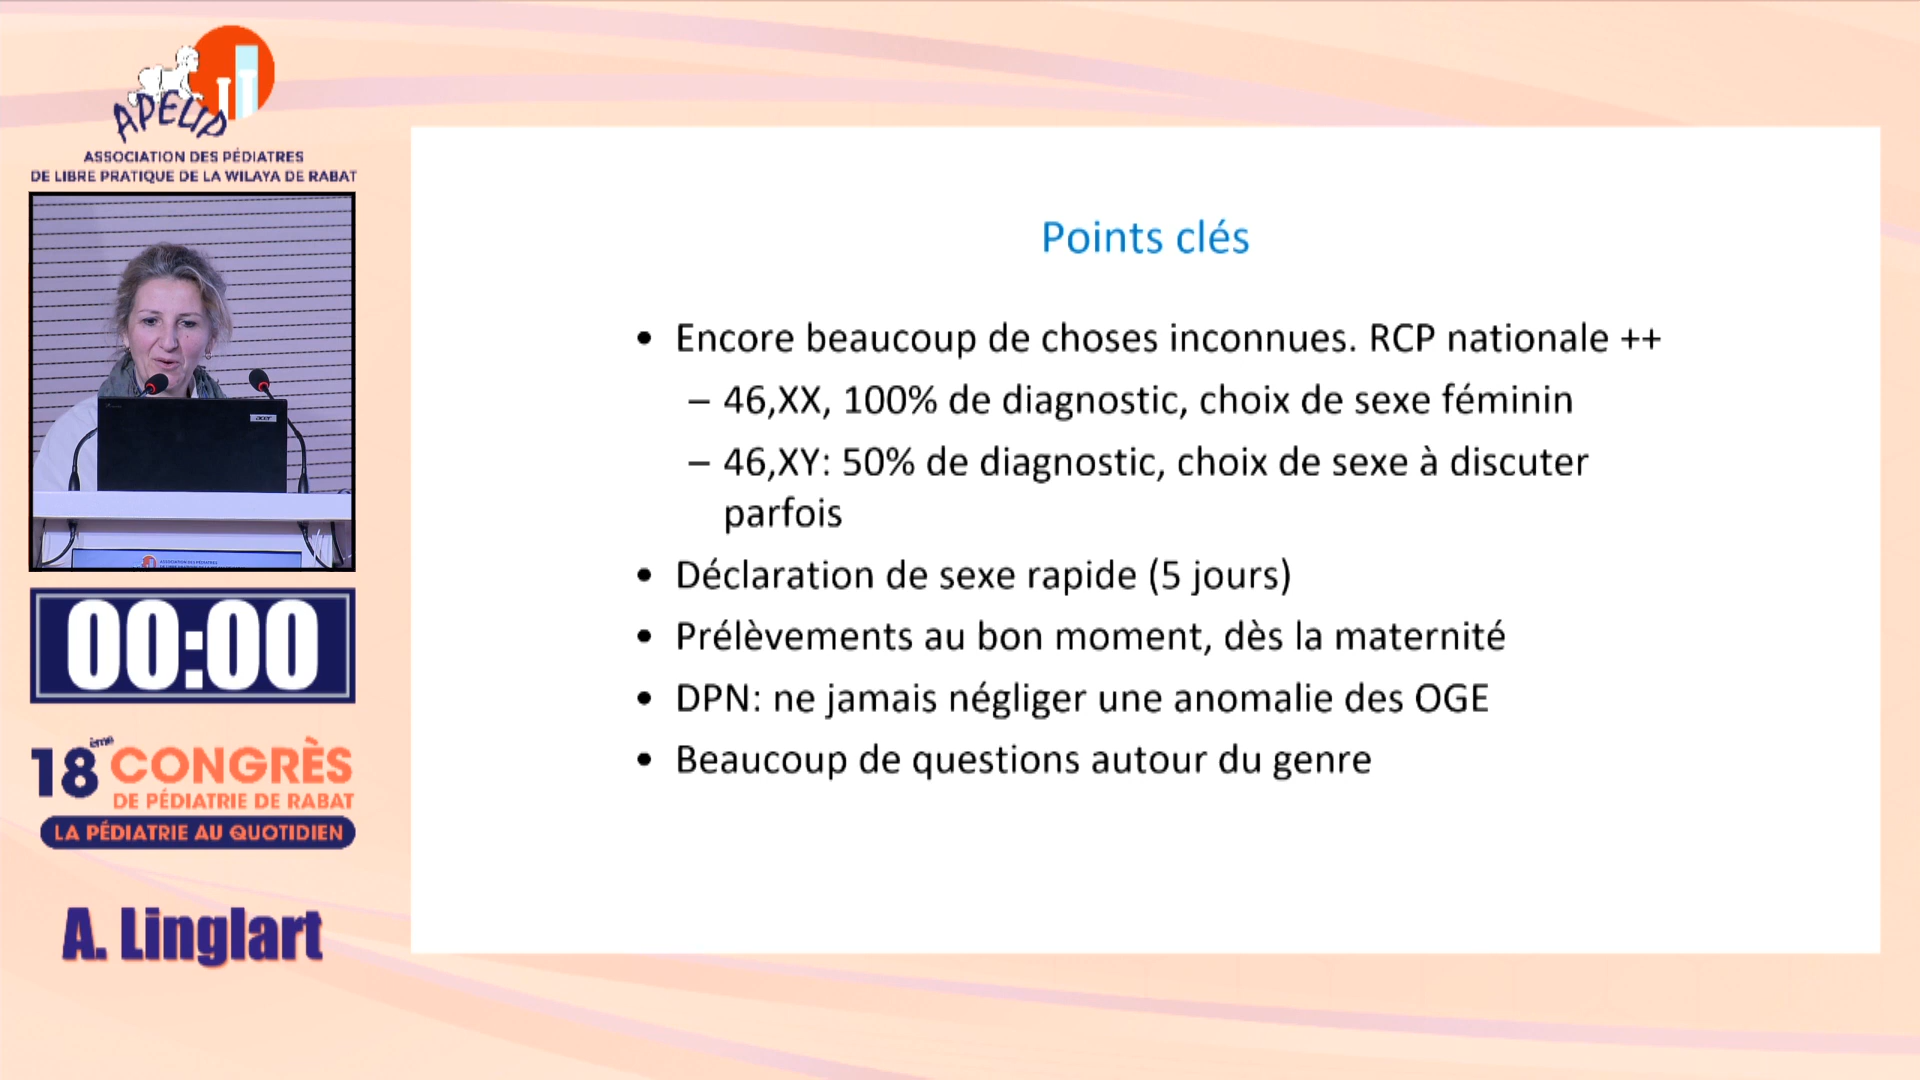 APELIP
ASSOCIATION DES PÉDIATRES
DE LIBRE PRATIQUE DE LA WILAYA DE RABAT
acer
00:00
18ème CONGRÈS
DE PÉDIATRIE DE RABAT
LA PÉDIATRIE AU QUOTIDIEN
A. Linglart
Points clés
• Encore beaucoup de choses inconnues. RCP nationale ++
– 46,XX, 100% de diagnostic, choix de sexe féminin
– 46,XY: 50% de diagnostic, choix de sexe à discuter
parfois
• Déclaration de sexe rapide (5 jours)
• Prélèvements au bon moment, dès la maternité
• DPN: ne jamais négliger une anomalie des OGE
• Beaucoup de questions autour du genre